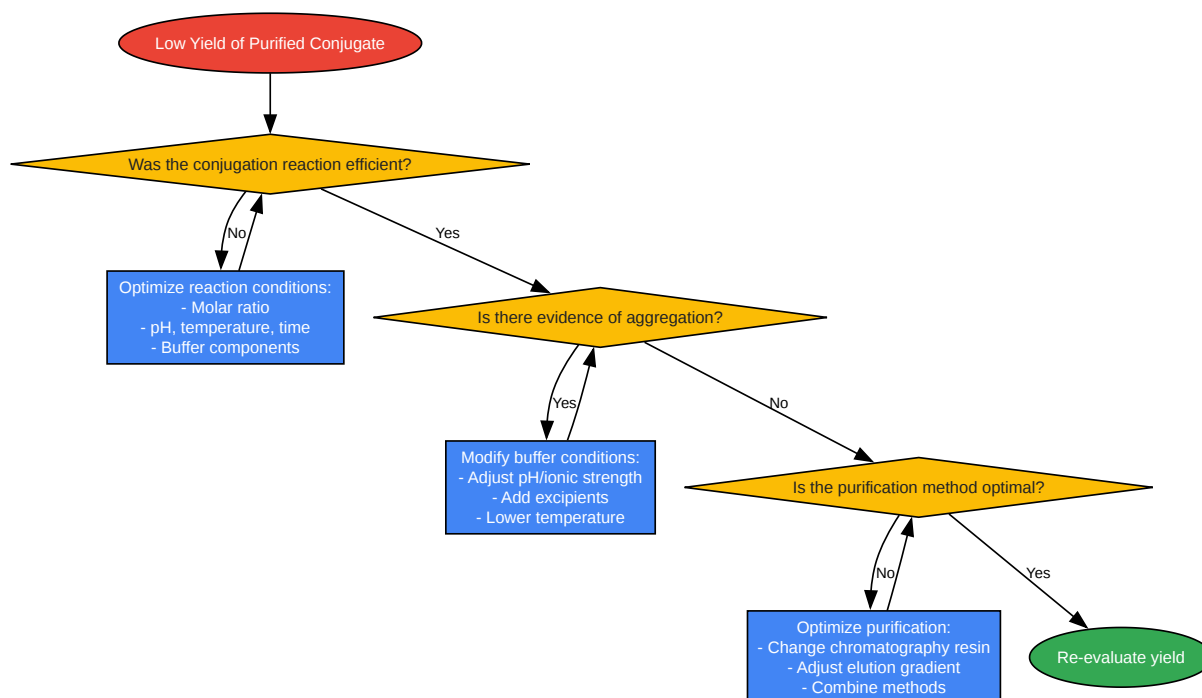 Low Yield of Purified Conjugate
Was the conjugation reaction efficient?
No
Yes
Optimize reaction conditions:
- Molar ratio
- pH, temperature, time
- Buffer components
Is there evidence of aggregation?
Yes
No
Modify buffer conditions:
- Adjust pH/ionic strength
- Add excipients
- Lower temperature
Is the purification method optimal?
No
Yes
Optimize purification:
- Change chromatography resin
- Adjust elution gradient
- Combine methods
Re-evaluate yield